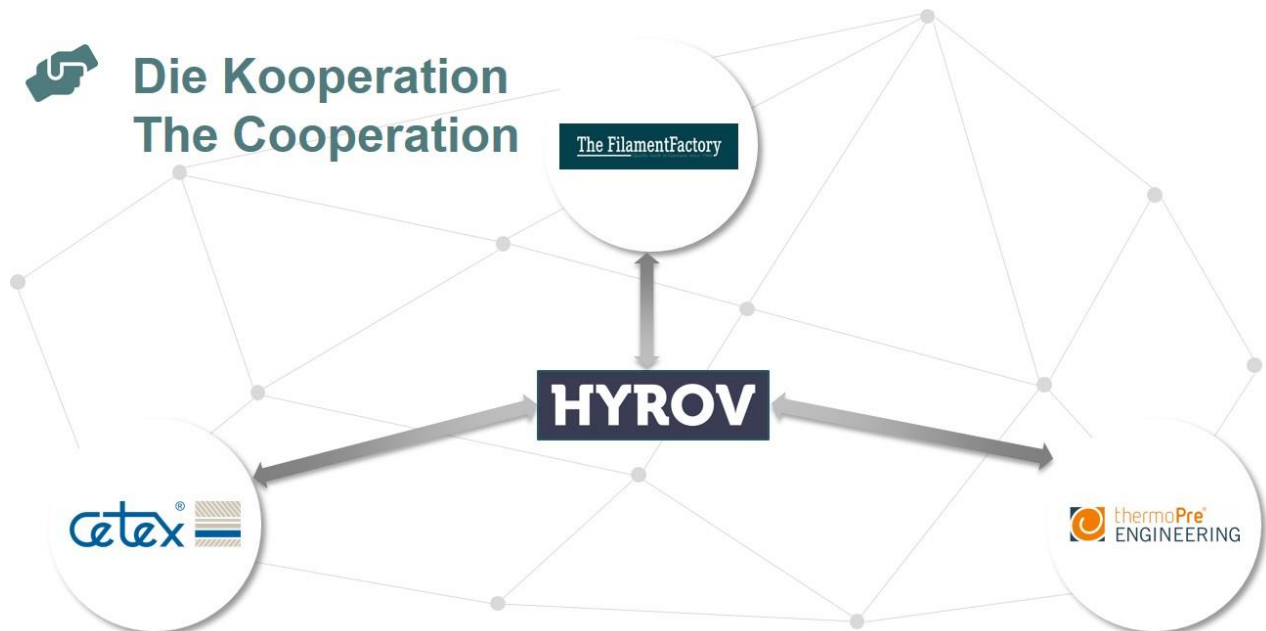 Die Kooperation
The Cooperation
The FilamentFactory
HYROV
Cetex®
thermoPre®
ENGINEERING